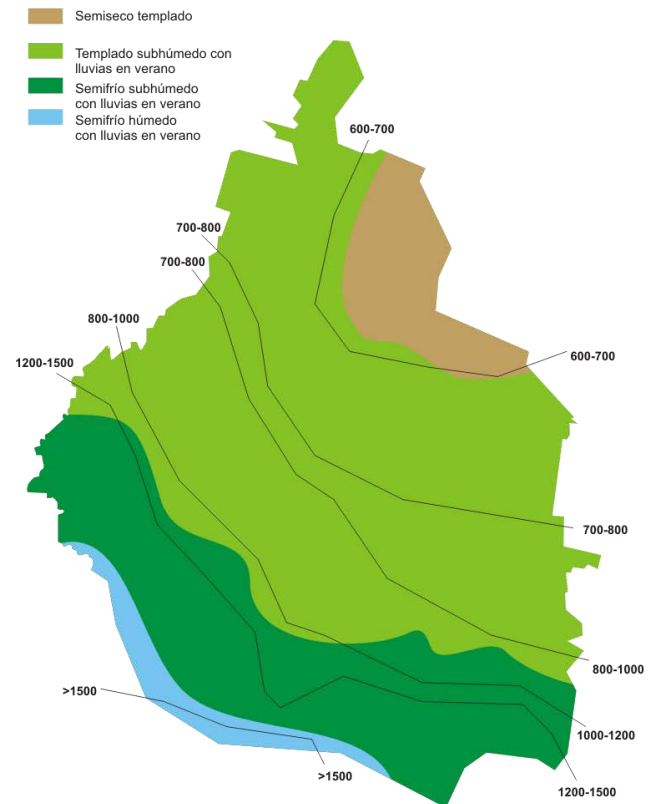 Semiseco templado
Templado subhúmedo con
lluvias en verano
Semifrío subhúmedo
con lluvias en verano
Semifrío húmedo
con lluvias en verano
600-700
700-800
700-800
800-1000
1200-1500
600-700
700-800
800-1000
>1500
1000-1200
>1500
1200-1500